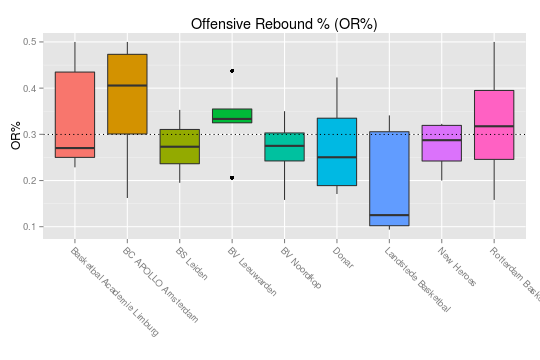 Offensive Rebound % (OR%)
OR%
0.5
0.4
0.3
0.2
0.1
Basketbal Academie Limburg
BC APOLLO Amsterdam
BS Leiden
BV Leeuwarden
BV Noordkop
Donar
Landstede Basketbal
New Heroes
Rotterdam